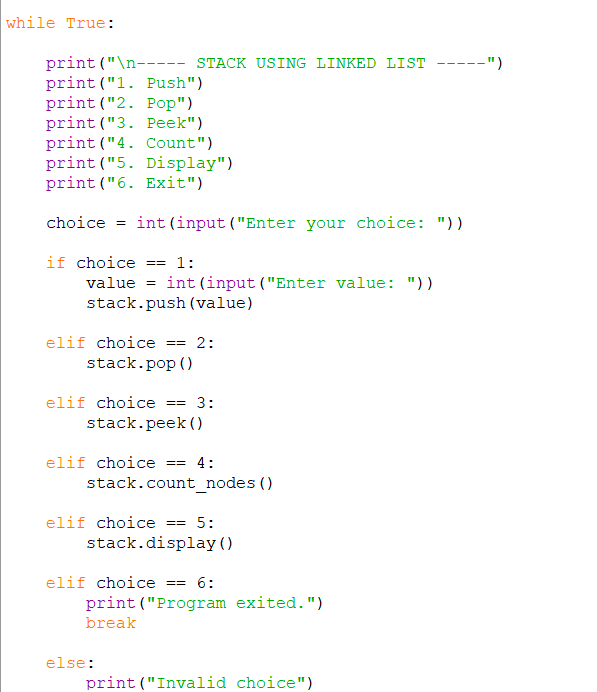 while True:
    print("\n----- STACK USING LINKED LIST -----")
    print("1. Push")
    print("2. Pop")
    print("3. Peek")
    print("4. Count")
    print("5. Display")
    print("6. Exit")
    choice = int(input("Enter your choice: "))
    if choice == 1:
        value = int(input("Enter value: "))
        stack.push(value)
    elif choice == 2:
        stack.pop()
    elif choice == 3:
        stack.peek()
    elif choice == 4:
        stack.count_nodes()
    elif choice == 5:
        stack.display()
    elif choice == 6:
        print("Program exited.")
        break
    else:
        print("Invalid choice")